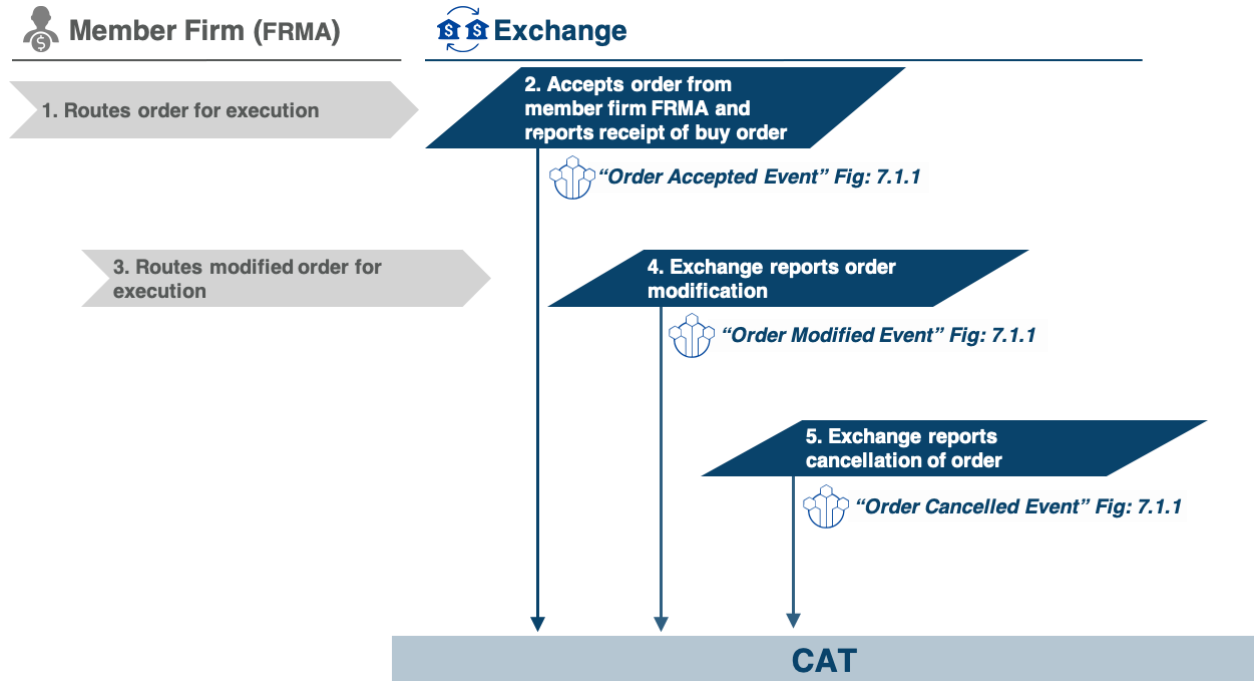 Member Firm (FRMA)
Exchange
1. Routes order for execution
2. Accepts order from
member firm FRMA and
reports receipt of buy order
“Order Accepted Event” Fig: 7.1.1
3. Routes modified order for
execution
4. Exchange reports order
modification
“Order Modified Event” Fig: 7.1.1
5. Exchange reports
cancellation of order
“Order Cancelled Event” Fig: 7.1.1
CAT